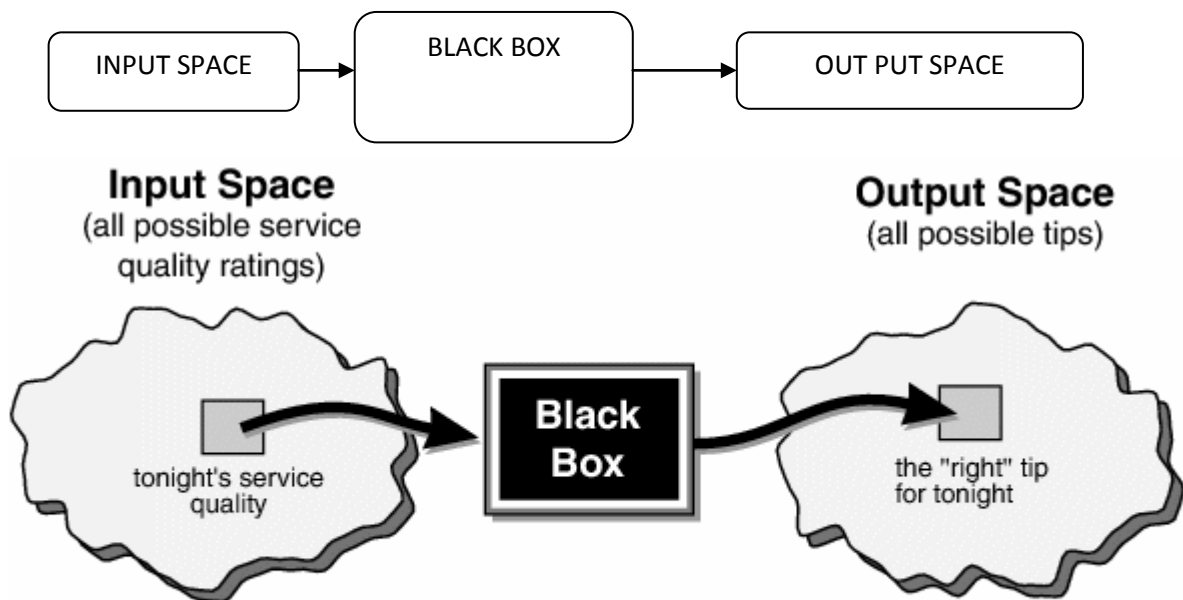 INPUT SPACE
BLACK BOX
OUT PUT SPACE
Input Space
(all possible service
quality ratings)
Output Space
(all possible tips)
tonight's service
quality
Black
Box
the "right" tip
for tonight